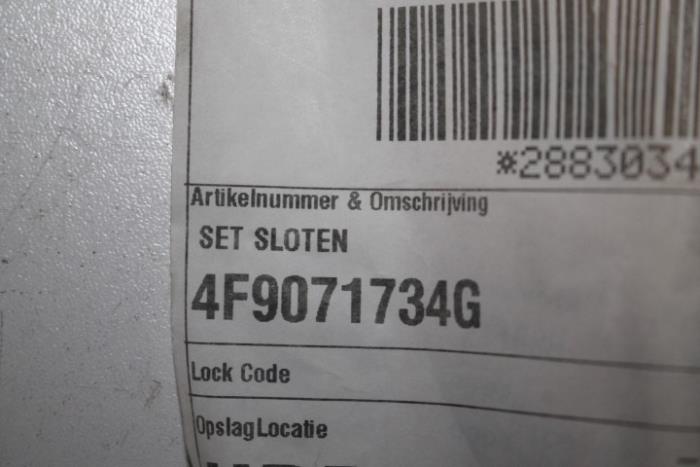 *2883034
Artikelnummer & Omschrijving
SET SLOTEN
4F9071734G
Lock Code
OpslagLocatie